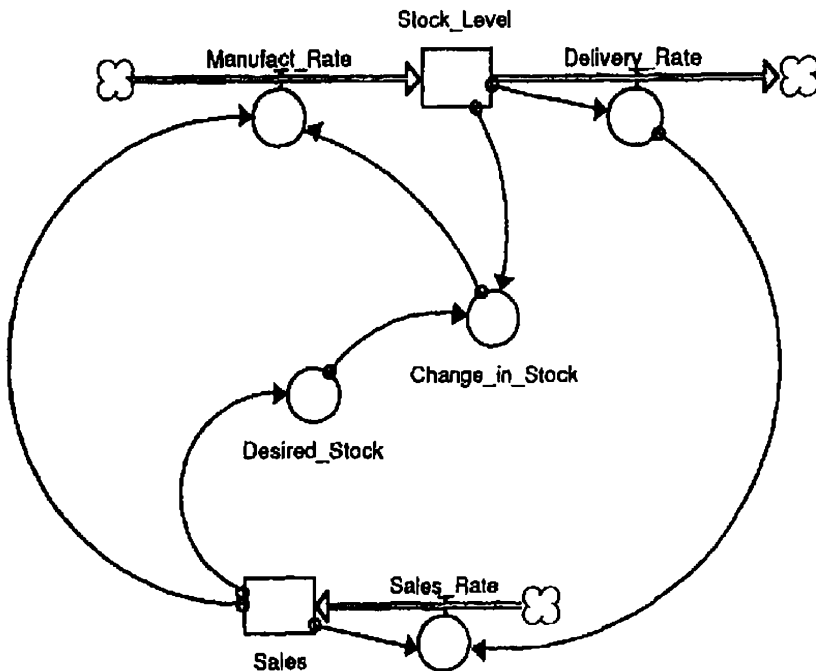 Stock_Level
Manufact_Rate
Delivery_Rate
Change_in_Stock
Desired_Stock
Sales_Rate
Sales